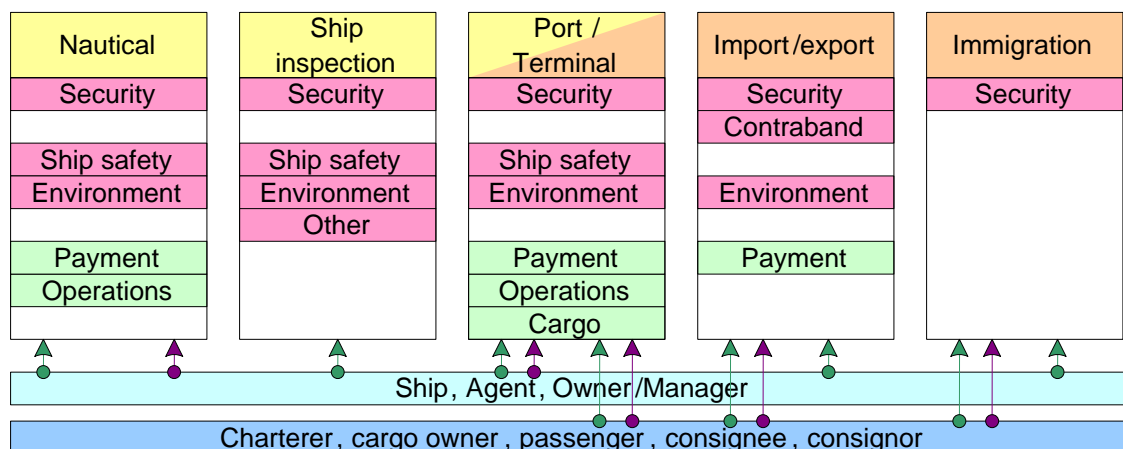 Nautical
Security
Ship safety
Environment
Payment
Operations
Ship
inspection
Security
Ship safety
Environment
Other
Port /
Terminal
Security
Ship safety
Environment
Payment
Operations
Cargo
Import/export
Security
Contraband
Environment
Payment
Immigration
Security
Ship, Agent, Owner/Manager
Charterer, cargo owner, passenger, consignee, consignor